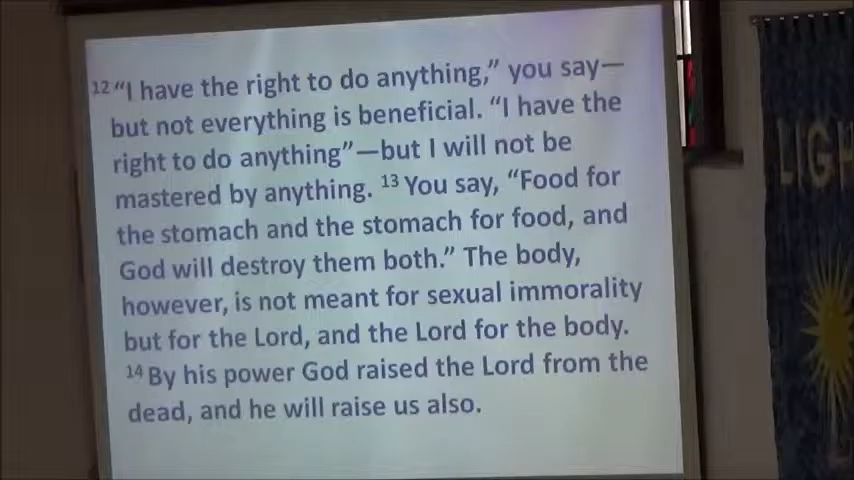 12 “I have the right to do anything,” you say—
but not everything is beneficial. “I have the
right to do anything”—but I will not be
mastered by anything. 13 You say, “Food for
the stomach and the stomach for food, and
God will destroy them both.” The body,
however, is not meant for sexual immorality
but for the Lord, and the Lord for the body.
14 By his power God raised the Lord from the
dead, and he will raise us also.
LIGH